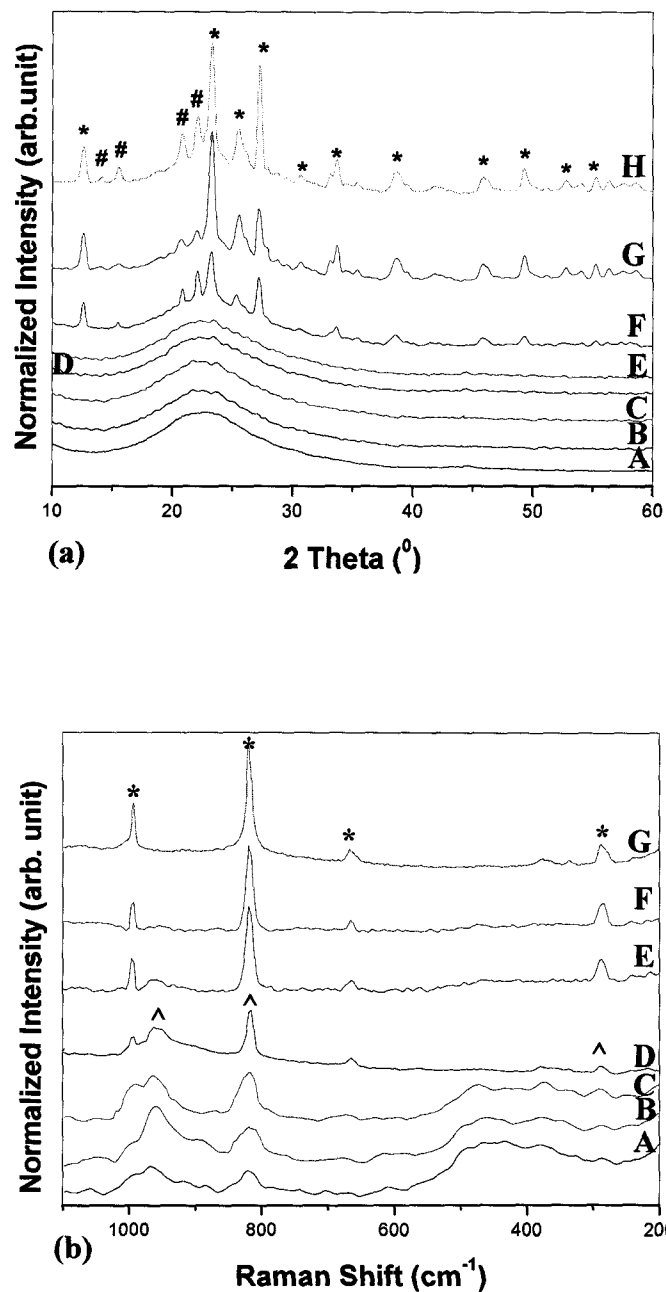 Normalized Intensity (arb.unit)
*
*
#
#
*
*
#
#
*
*
*
*
*
*
*
H
G
F
D
E
C
B
A
10
20
30
40
50
60
(a)
2 Theta (⁰)
Normalized Intensity (arb. unit)
*
*
*
*
G
F
E
^
^
^
D
C
B
A
1000
800
600
400
200
(b)
Raman Shift (cm⁻¹)